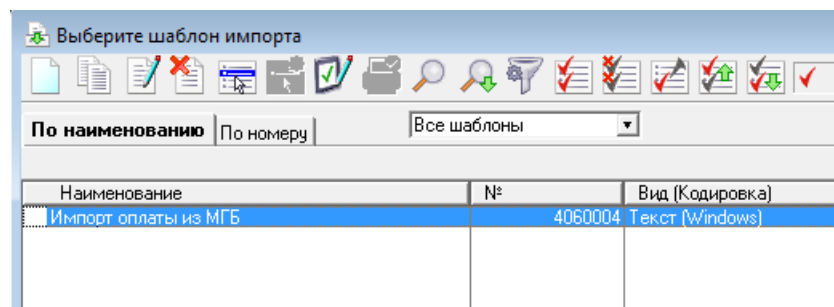 Выберите шаблон импорта
По наименованию По номеру Все шаблоны
Наименование № Вид (Кодировка)
Импорт оплаты из МГБ 4060004 Текст (Windows)